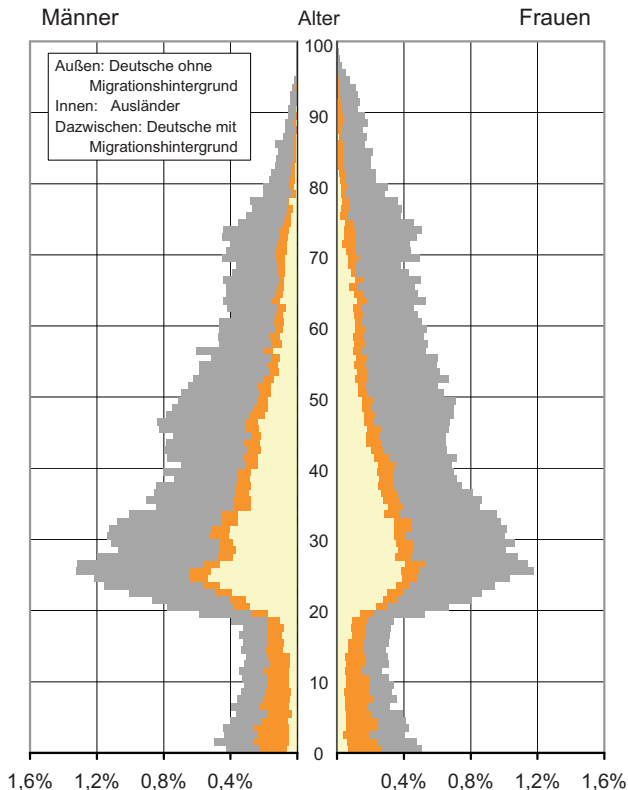 Männer Alter Frauen
100
Außen: Deutsche ohne
Migrationshintergrund
Innen: Ausländer
Dazwischen: Deutsche mit
Migrationshintergrund
90
80
70
60
50
40
30
20
10
0
1,6% 1,2% 0,8% 0,4% 0,4% 0,8% 1,2% 1,6%